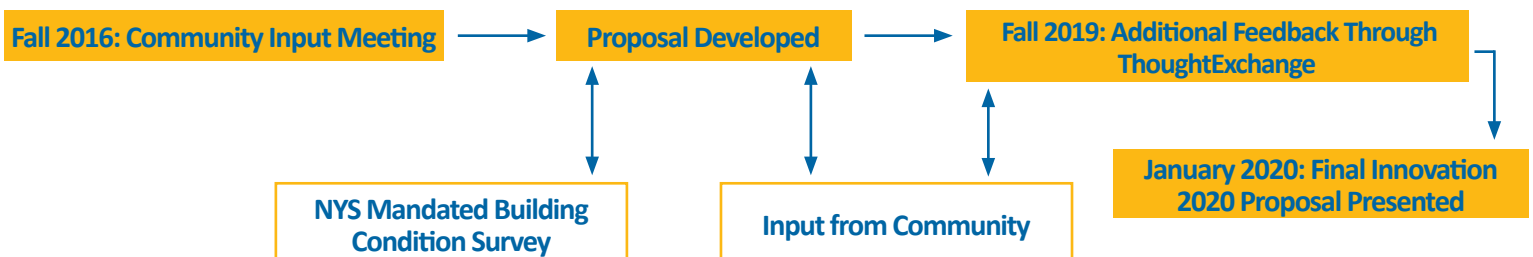 Fall 2016: Community Input Meeting
Proposal Developed
Fall 2019: Additional Feedback Through
ThoughtExchange
January 2020: Final Innovation
2020 Proposal Presented
NYS Mandated Building
Condition Survey
Input from Community